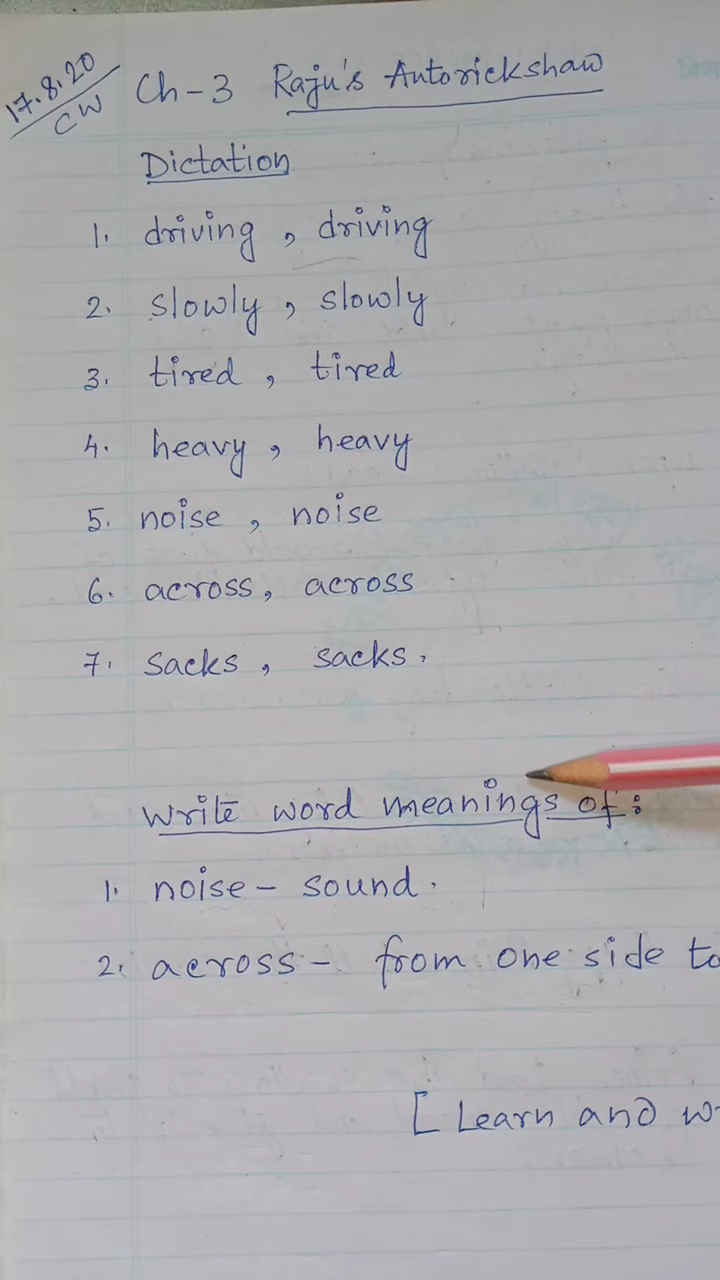 17.8.20
CW
Ch-3 Raju's Autorickshaw
Dictation
1. driving, driving
2. slowly, slowly
3. tired, tired
4. heavy, heavy
5. noise, noise
6. across, across
7. sacks, sacks.
Write word meanings of:
1. noise - sound.
2. across - from one side to
[Learn and w